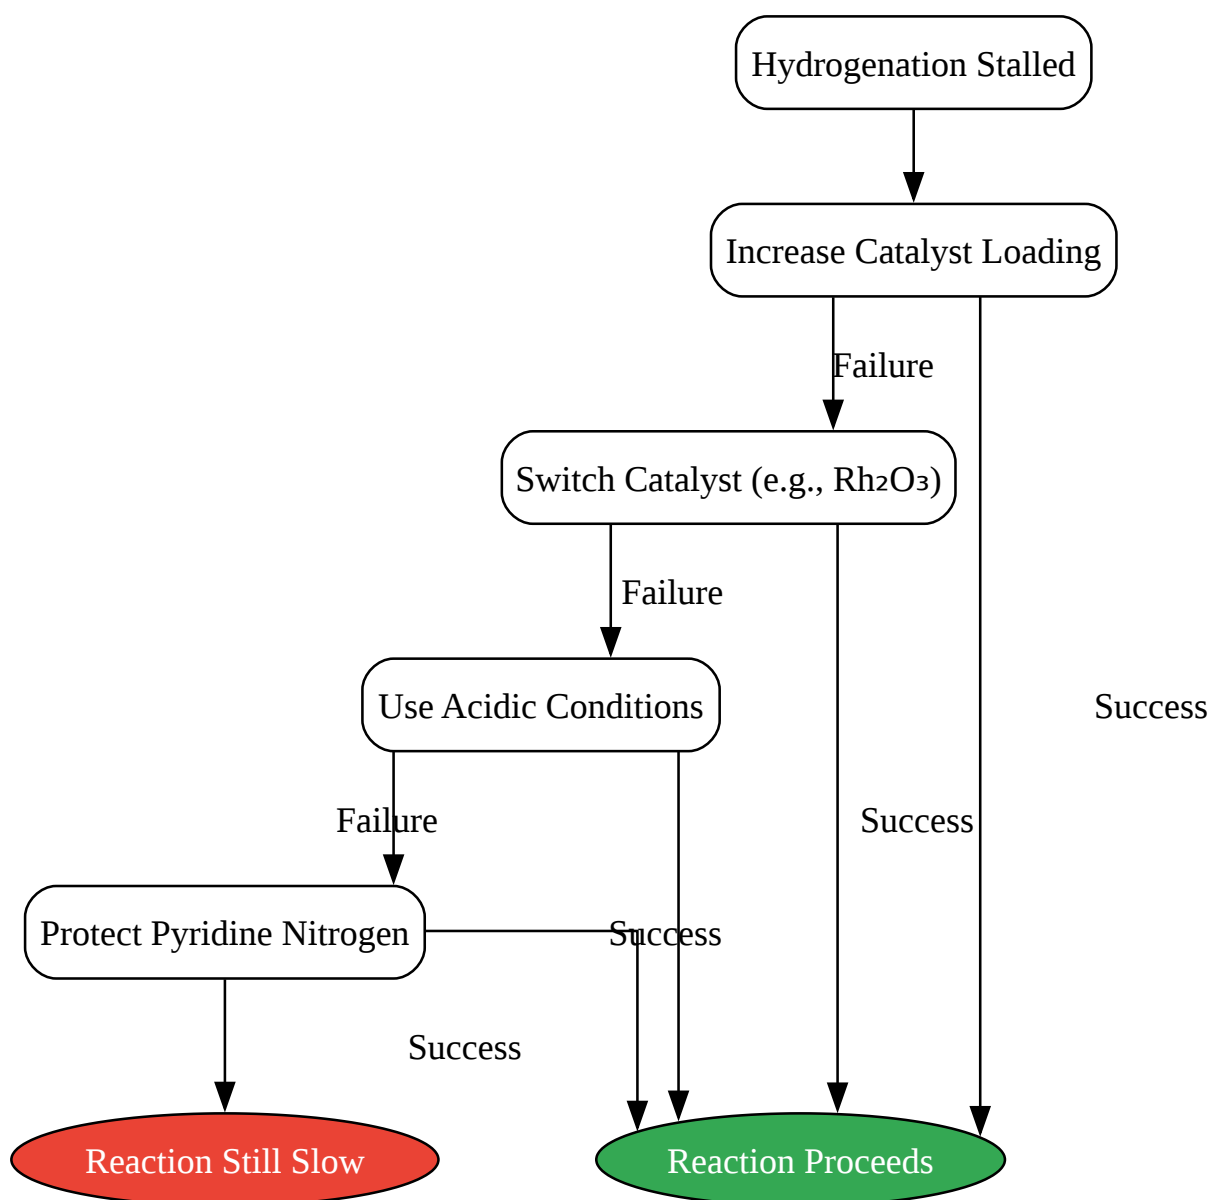 Hydrogenation Stalled
Increase Catalyst Loading
Failure
Switch Catalyst (e.g., Rh₂O₃)
Failure
Use Acidic Conditions
Success
Failure
Success
Protect Pyridine Nitrogen
Success
Success
Reaction Still Slow
Reaction Proceeds